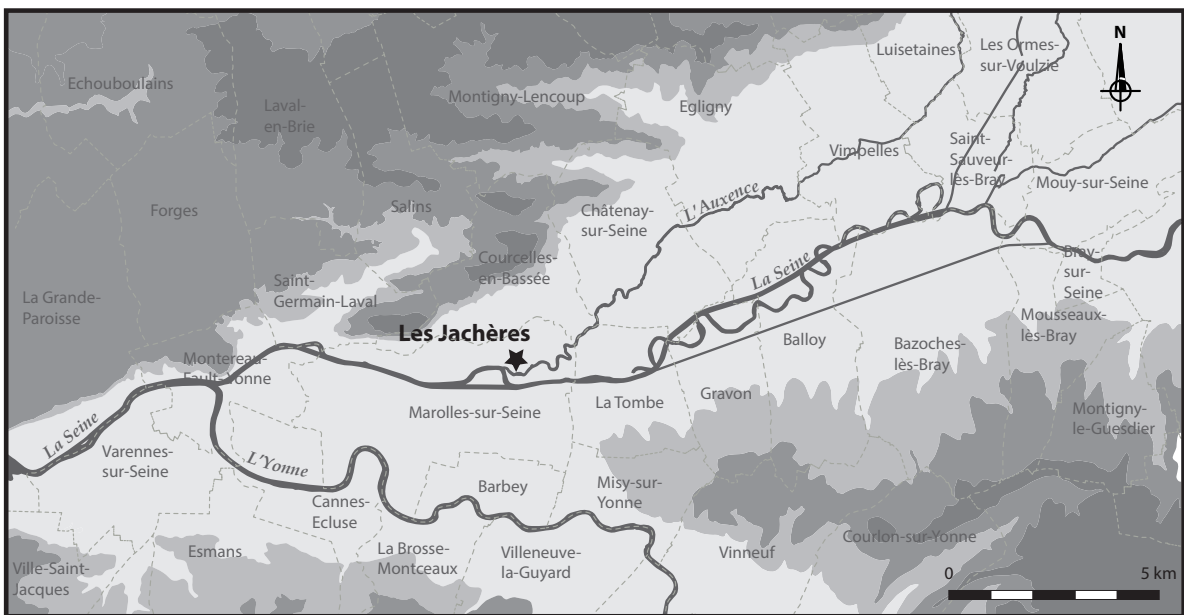 Luisetaines
Les Ormes-
sur-Voulzie
N
Echouboulains
Laval-
en-Brie
Montigny-Lencoup
Egligny
Vimpelles
Saint-
Sauveur-
lès-Bray
Mouy-sur-Seine
Forges
Salins
Châtenay-
sur-Seine
L'Auxence
Courcelles-
en-Bassée
La Seine
Bray-
sur-
Seine
Saint-
Germain-Laval
La Grande-
Paroisse
Mousseaux-
lès-Bray
Les Jachères
Balloy
Bazoches-
lès-Bray
Montereau-
Fault-Yonne
Marolles-sur-Seine
La Tombe
Gravon
Montigny-
le-Guesdier
La Seine
Varennes-
sur-Seine
L'Yonne
Cannes-
Ecluse
Barbey
Misy-sur-
Yonne
Courlon-sur-Yonne
Esmans
La Brosse-
Montceaux
Villeneuve-
la-Guyard
Vinneuf
Ville-Saint-
Jacques
0 5 km